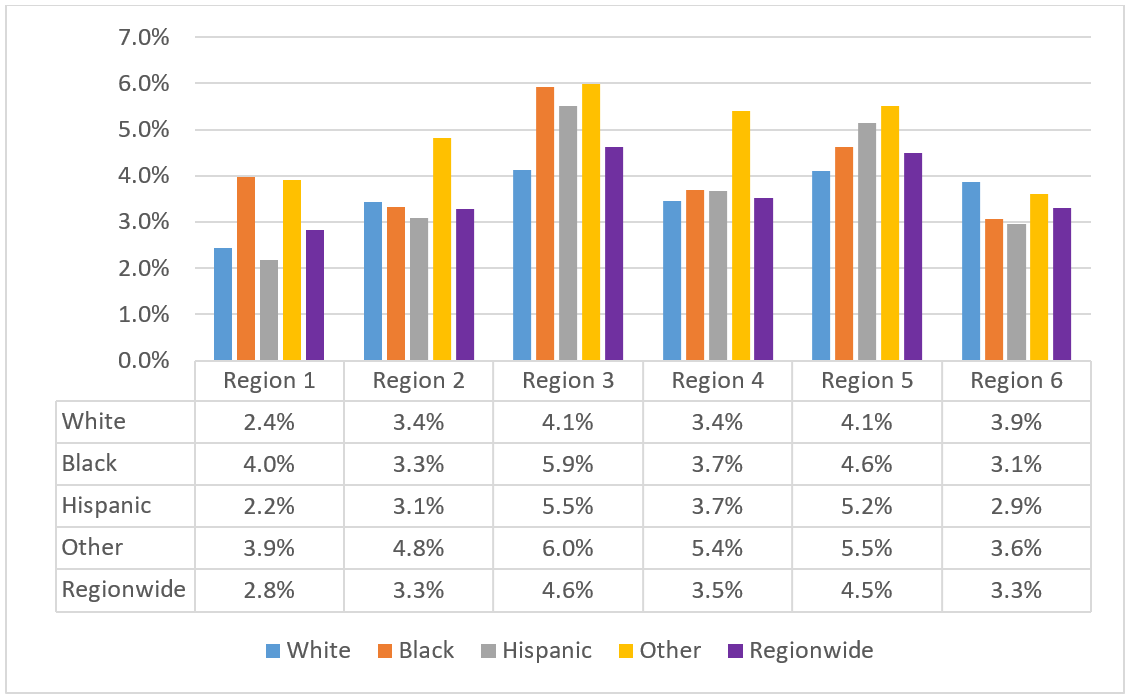 7.0%
6.0%
5.0%
4.0%
3.0%
2.0%
1.0%
0.0%
Region 1 Region 2 Region 3 Region 4 Region 5 Region 6
White 2.4% 3.4% 4.1% 3.4% 4.1% 3.9%
Black 4.0% 3.3% 5.9% 3.7% 4.6% 3.1%
Hispanic 2.2% 3.1% 5.5% 3.7% 5.2% 2.9%
Other 3.9% 4.8% 6.0% 5.4% 5.5% 3.6%
Regionwide 2.8% 3.3% 4.6% 3.5% 4.5% 3.3%
White Black Hispanic Other Regionwide